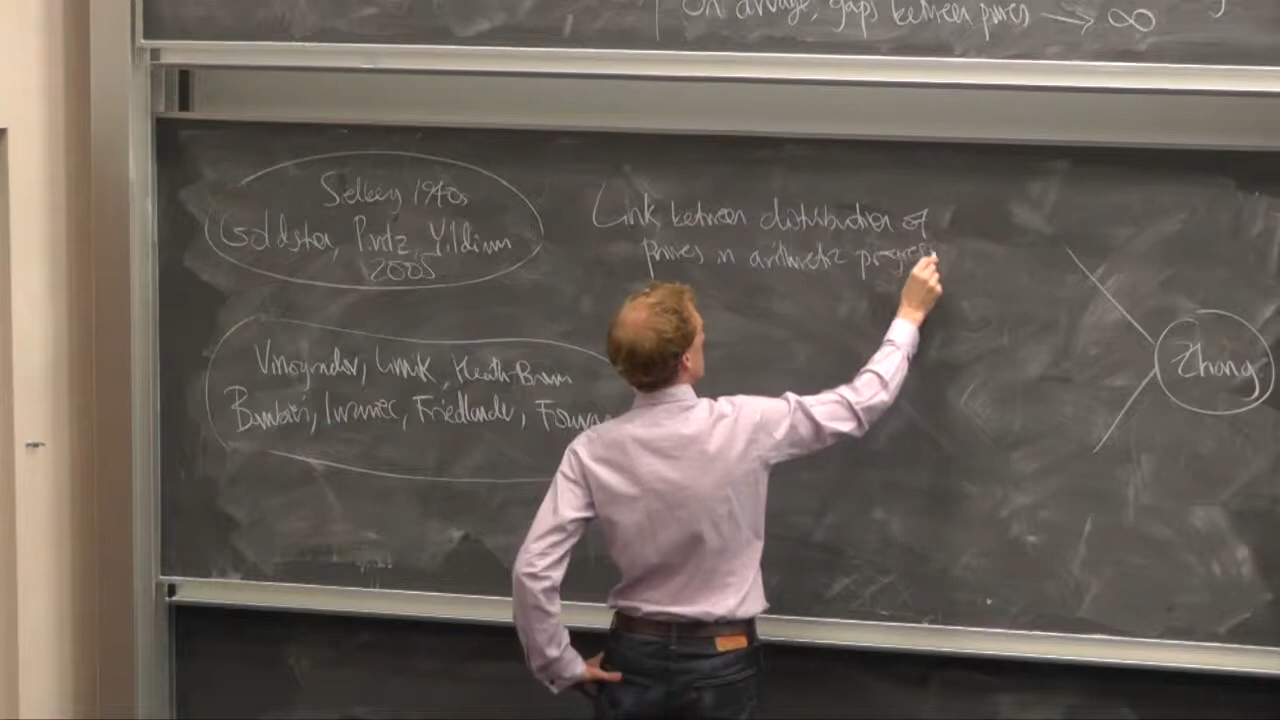 On average, gaps between primes → ∞
Selberg 1940s
Goldston, Pintz, Yildirim
2005
Link between distribution of
primes in arithmetic progress
Vinogradov, Linnik, Heath-Brown
Bombieri, Iwaniec, Friedlander, Fouv
Zhang